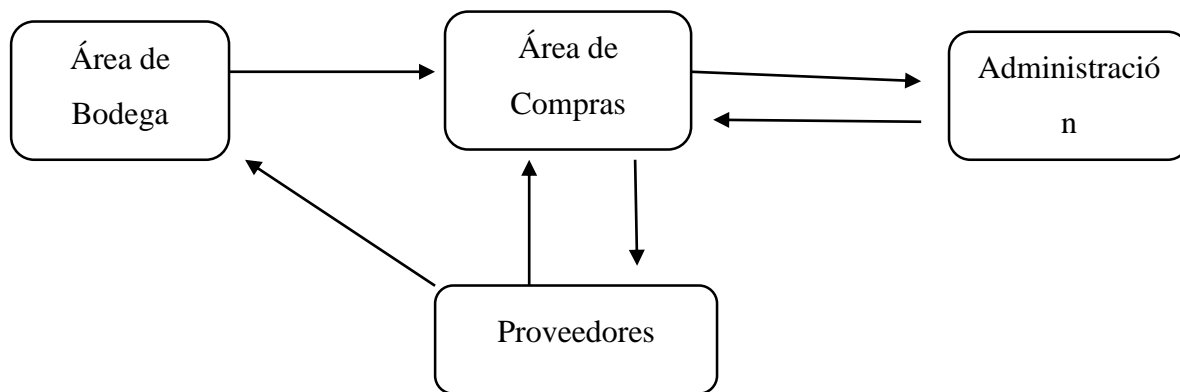 Área de
Bodega
Área de
Compras
Administració
n
Proveedores